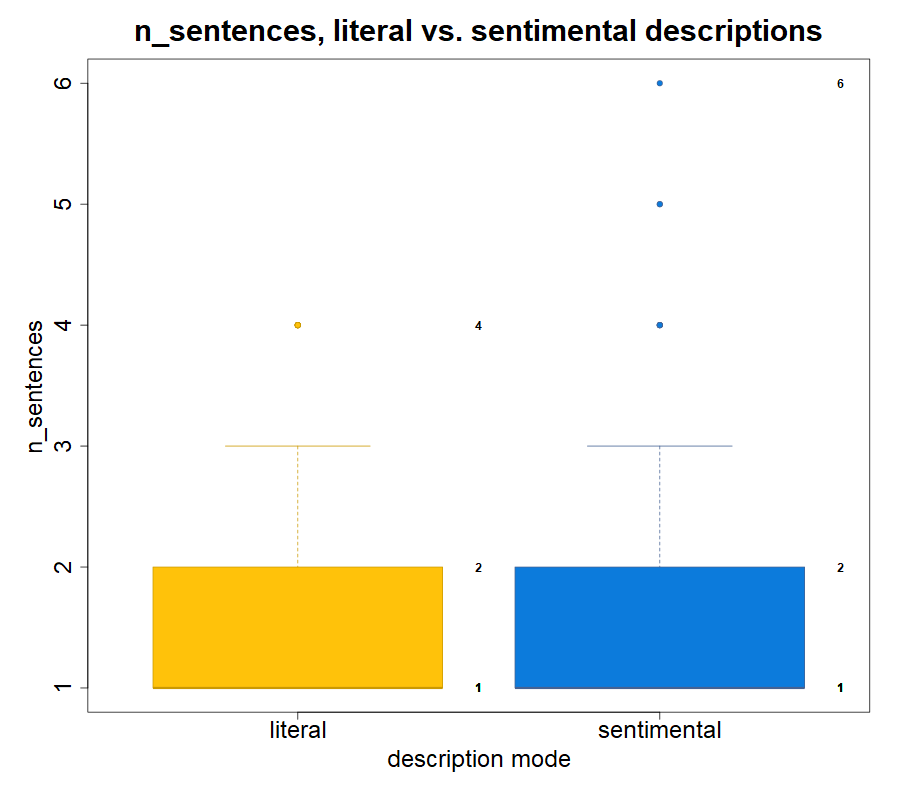 n_sentences, literal vs. sentimental descriptions
n_sentences
6
5
4
3
2
1
4
2
1
6
2
1
literal
sentimental
description mode